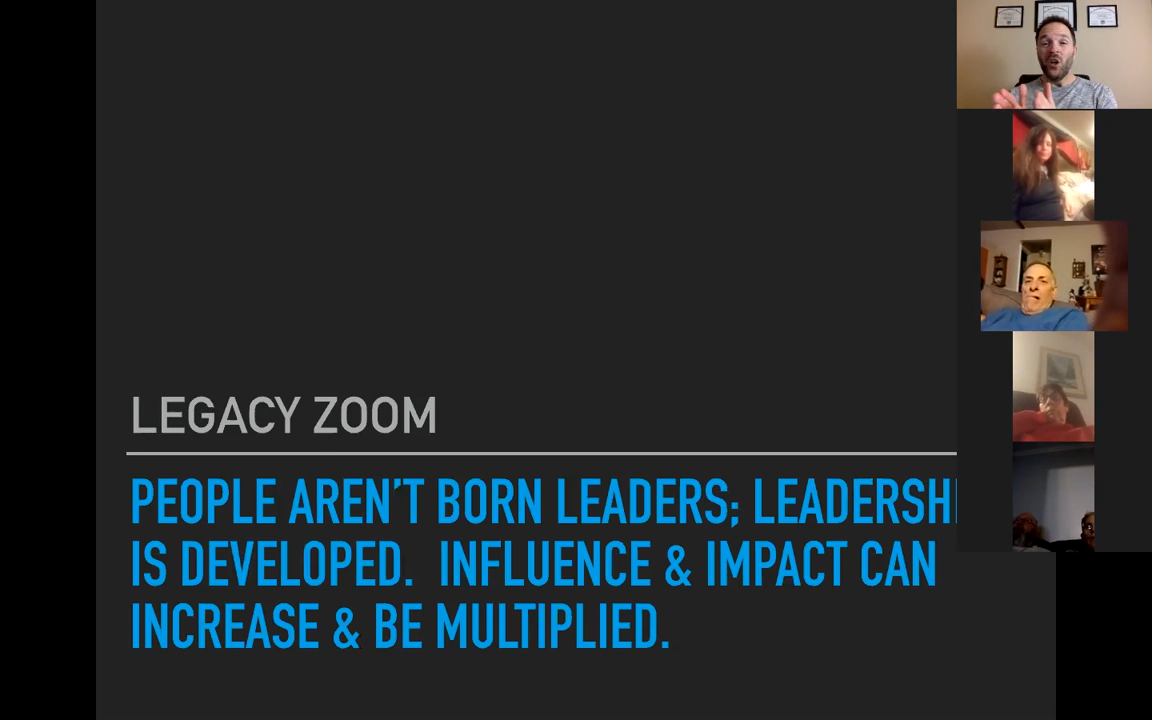 LEGACY ZOOM
PEOPLE AREN'T BORN LEADERS; LEADERSHI
IS DEVELOPED. INFLUENCE & IMPACT CAN
INCREASE & BE MULTIPLIED.